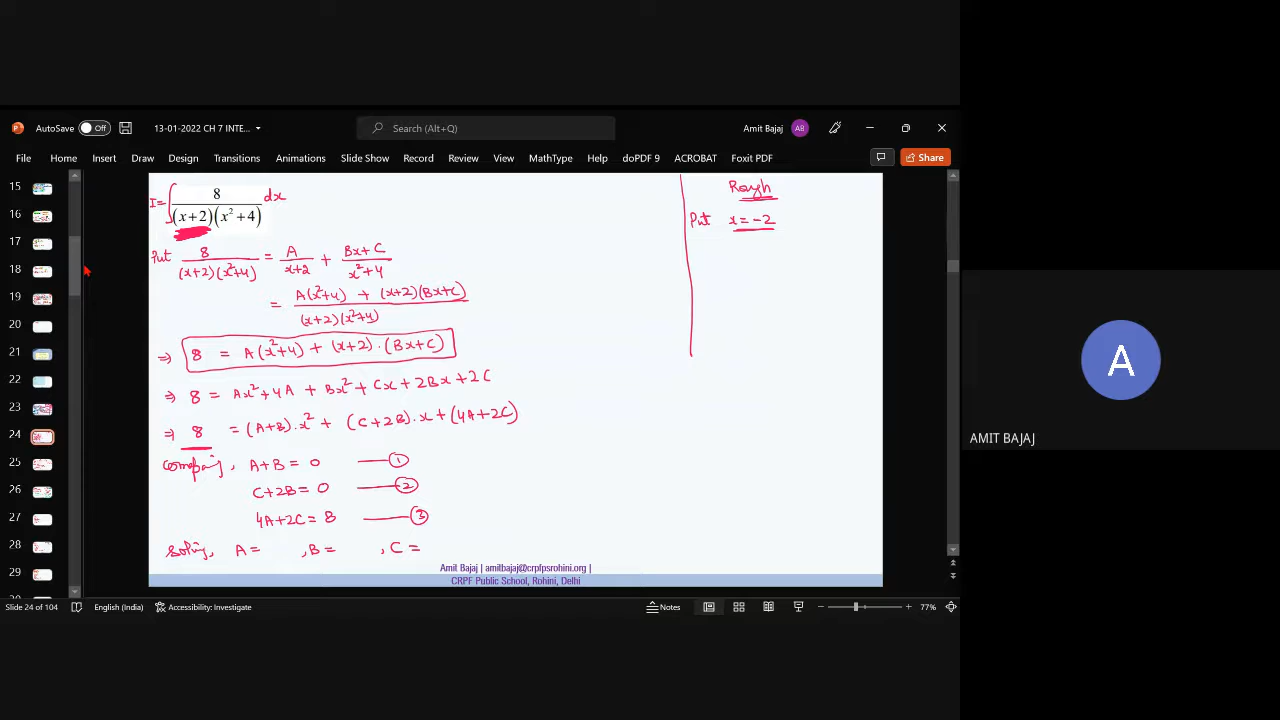 AutoSave Off 13-01-2022 CH 7 INTE... Search (Alt+Q) Amit Bajaj AB
File Home Insert Draw Design Transitions Animations Slide Show Record Review View MathType Help doPDF 9 ACROBAT Foxit PDF Share
15
16
17
18
19
20
21
22
23
24
25
26
27
28
29
I = ∫ 8 / (x+2)(x²+4) dx
Put 8 / (x+2)(x²+4) = A / x+2 + Bx+C / x²+4
= A(x²+4) + (x+2)(Bx+C) / (x+2)(x²+4)
⇒ 8 = A(x²+4) + (x+2)·(Bx+C)
⇒ 8 = Ax²+4A + Bx² + Cx + 2Bx + 2C
⇒ 8 = (A+B)·x² + (C+2B)·x + (4A+2C)
A+B = 0 — ①
C+2B = 0 — ②
4A+2C = 8 — ③
Solving, A = , B = , C =
Rough
Put x = -2
Amit Bajaj | amitbajaj@crpfpsrohini.com |
CRPF Public School, Rohini, Delhi
A
AMIT BAJAJ
Slide 24 of 104 English (India) Accessibility: Investigate Notes 77%